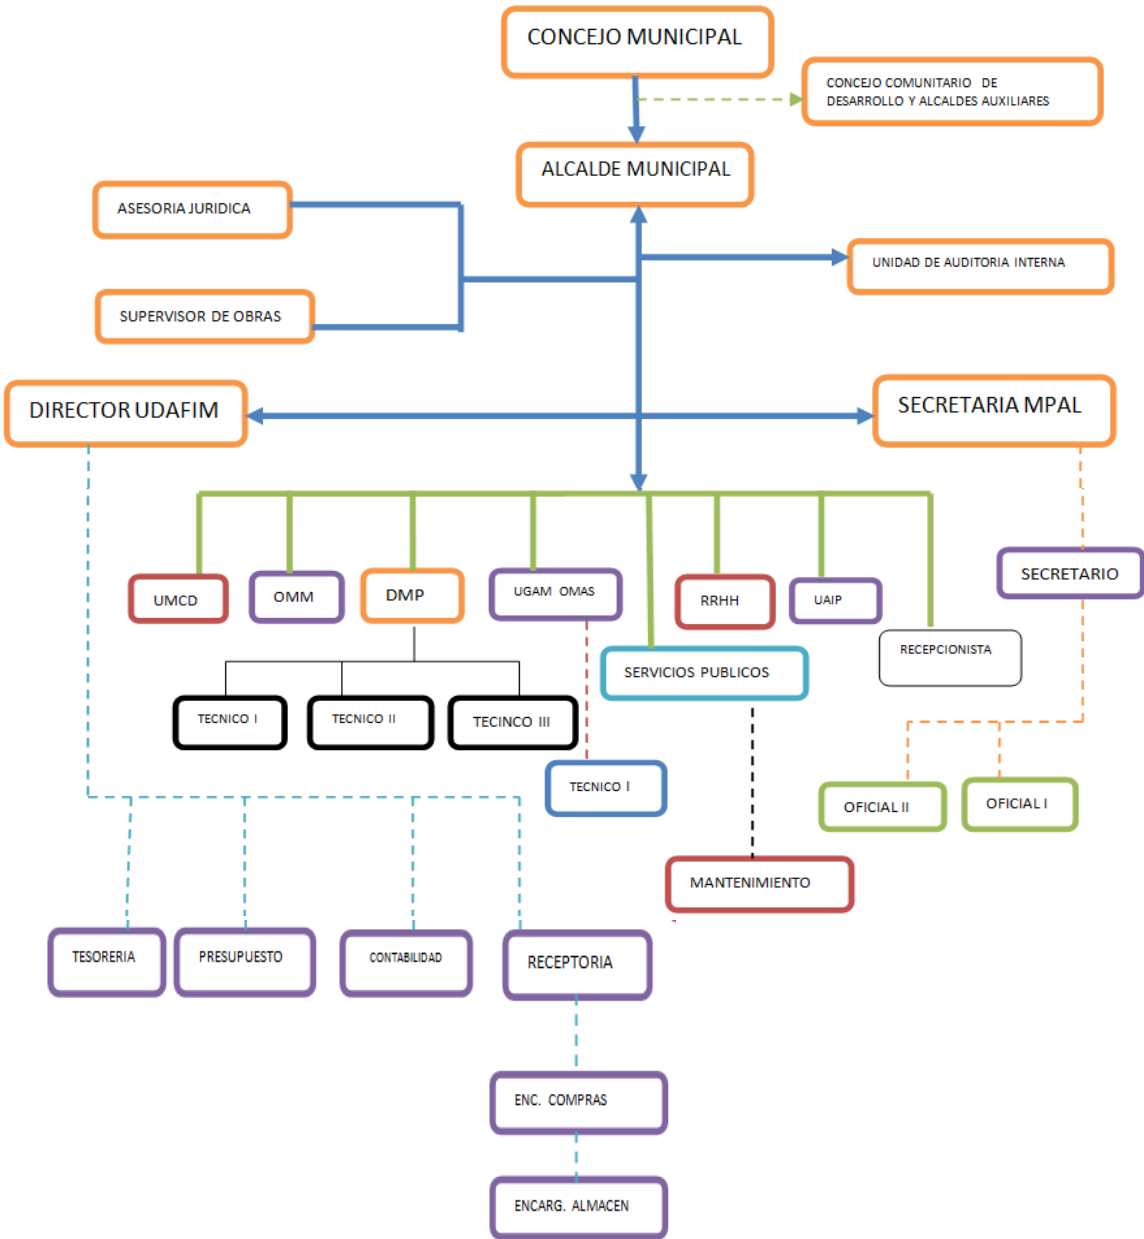 CONCEJO MUNICIPAL
CONCEJO COMUNITARIO DE
DESARROLLO Y ALCALDES AUXILIARES
ALCALDE MUNICIPAL
ASESORIA JURIDICA
UNIDAD DE AUDITORIA INTERNA
SUPERVISOR DE OBRAS
DIRECTOR UDAFIM
SECRETARIA MPAL
SECRETARIO
UMCD
OMM
DMP
UGAM OMAS
RRHH
UAIP
RECEPCIONISTA
SERVICIOS PUBLICOS
TECNICO I
TECNICO II
TECINCO III
TECNICO I
OFICIAL II
OFICIAL I
MANTENIMIENTO
TESORERIA
PRESUPUESTO
CONTABILIDAD
RECEPTORIA
ENC. COMPRAS
ENCARG. ALMACEN